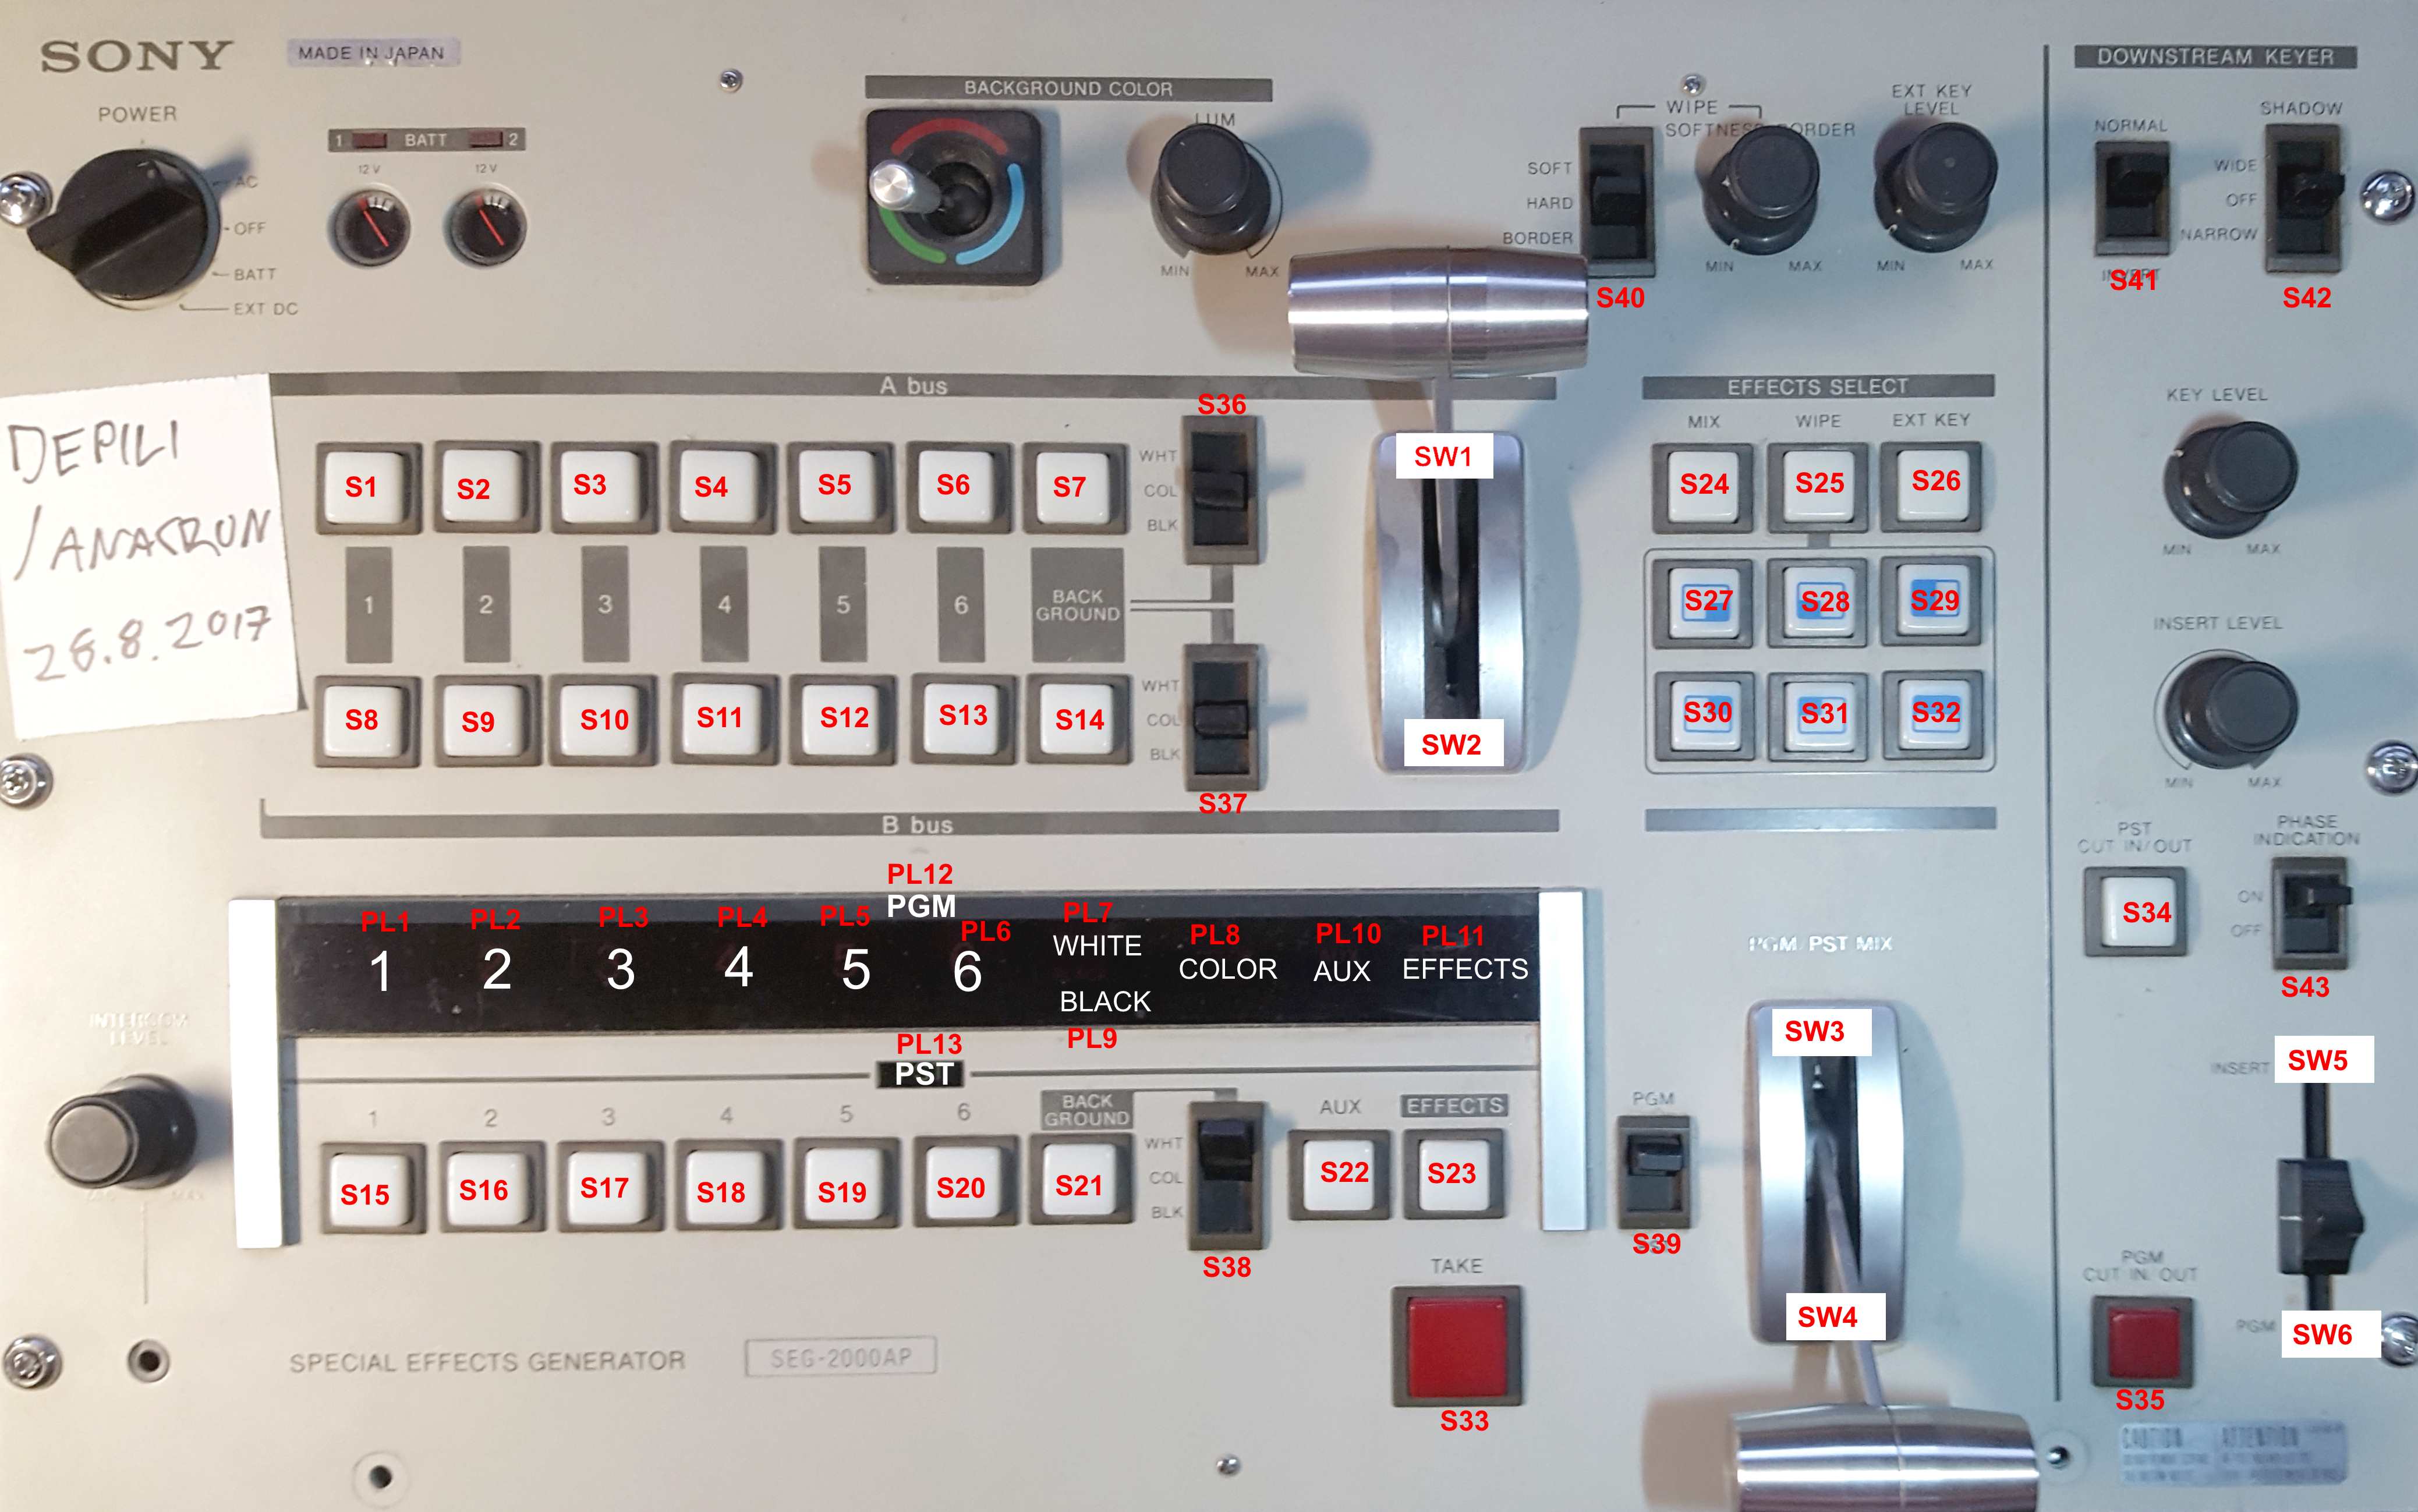 SONY
MADE IN JAPAN
POWER
AC
OFF
BATT
EXT DC
1 BATT 2
12 V
12 V
BACKGROUND COLOR
LUM
MIN MAX
WIPE
SOFTNESS BORDER
SOFT
HARD
BORDER
MIN MAX
S40
EXT KEY
LEVEL
MIN MAX
DOWNSTREAM KEYER
NORMAL
S41
SHADOW
WIDE
OFF
NARROW
S42
DEPILI
/ANACRON
28.8.2017
A bus
S1 S2 S3 S4 S5 S6 S7
S36
WHT
COL
BLK
1 2 3 4 5 6 BACK
GROUND
S8 S9 S10 S11 S12 S13 S14
WHT
COL
BLK
S37
B bus
SW1
SW2
EFFECTS SELECT
MIX WIPE EXT KEY
S24 S25 S26
S27 S28 S29
S30 S31 S32
KEY LEVEL
MIN MAX
INSERT LEVEL
MIN MAX
PST
CUT IN/OUT
S34
PHASE
INDICATION
ON
OFF
S43
PL12
PGM
PL1 PL2 PL3 PL4 PL5 PL6 PL7 PL8 PL10 PL11
1 2 3 4 5 6 WHITE COLOR AUX EFFECTS
BLACK
PL9
PL13
PST
INTERCOM
LEVEL
MAX
1 2 3 4 5 6 BACK
GROUND
AUX EFFECTS
S15 S16 S17 S18 S19 S20 S21
WHT
COL
BLK
S38
S22 S23
TAKE
S33
PGM
S39
PGM PST MIX
SW3
SW4
INSERT SW5
PGM SW6
PGM
CUT IN/OUT
S35
SPECIAL EFFECTS GENERATOR SEG-2000AP
CAUTION ATTENTION